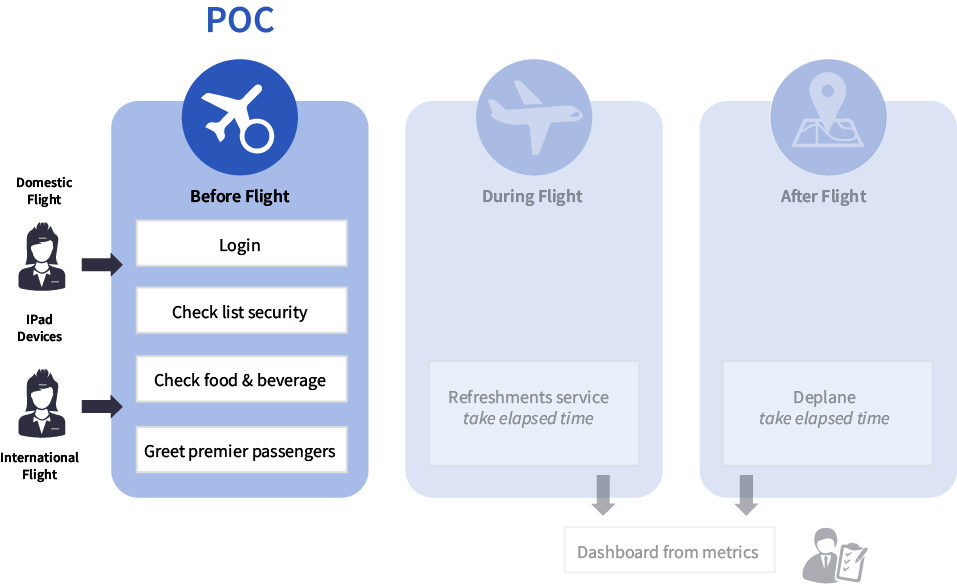 POC
Domestic
Flight
IPad
Devices
International
Flight
Before Flight
Login
Check list security
Check food & beverage
Greet premier passengers
During Flight
Refreshments service
take elapsed time
After Flight
Deplane
take elapsed time
Dashboard from metrics